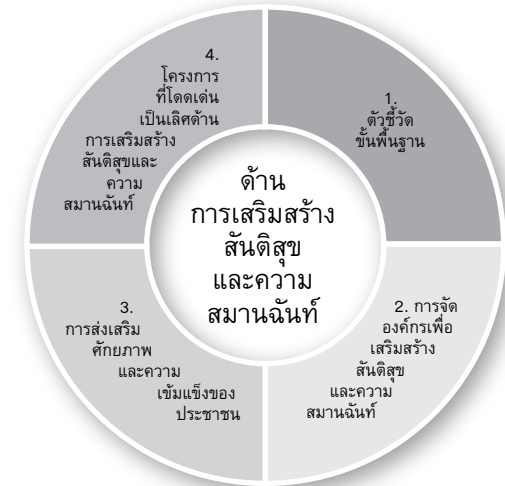 ด้าน
การเสริมสร้าง
สันติสุข
และความ
สมานฉันท์
1.
ตัวชี้วัด
ขั้นพื้นฐาน
2. การจัด
องค์กรเพื่อ
เสริมสร้าง
สันติสุข
และความ
สมานฉันท์
3.
การส่งเสริม
ศักยภาพ
และความ
เข้มแข็งของ
ประชาชน
4.
โครงการ
ที่โดดเด่น
เป็นเลิศด้าน
การเสริมสร้าง
สันติสุขและ
ความ
สมานฉันท์